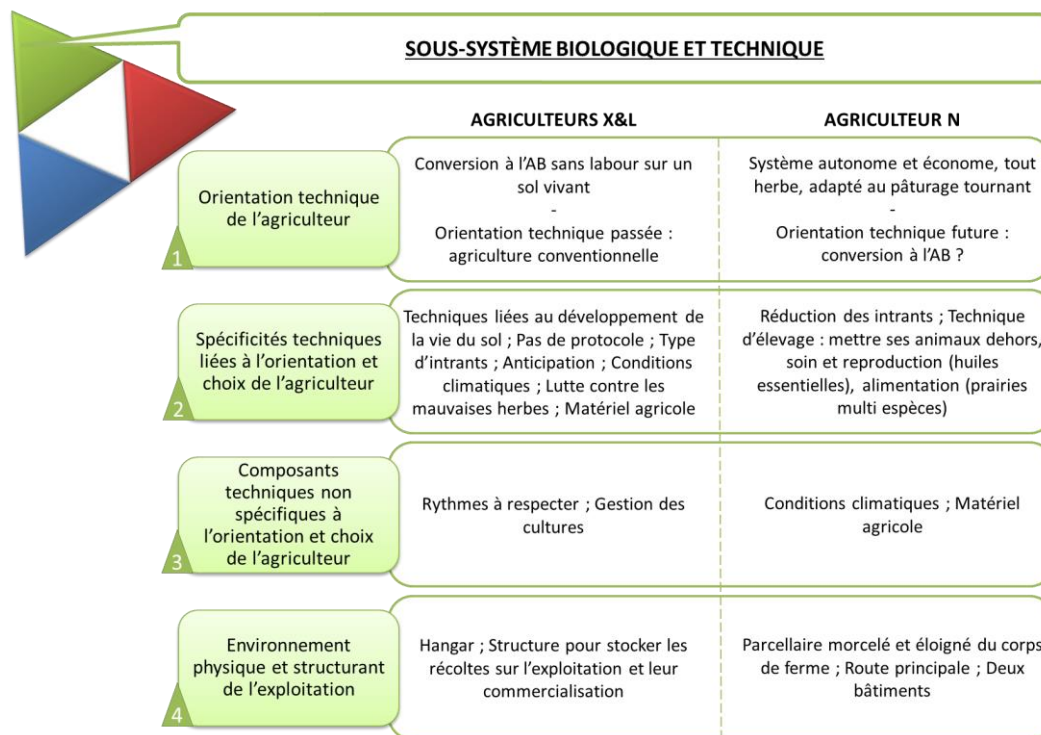 SOUS-SYSTÈME BIOLOGIQUE ET TECHNIQUE
AGRICULTEURS X&L
AGRICULTEUR N
Orientation technique
de l'agriculteur
1
Conversion à l'AB sans labour sur un
sol vivant
-
Orientation technique passée :
agriculture conventionnelle
Système autonome et économe, tout
herbe, adapté au pâturage tournant
-
Orientation technique future :
conversion à l'AB ?
Spécificités techniques
liées à l'orientation et
choix de l'agriculteur
2
Techniques liées au développement de
la vie du sol ; Pas de protocole ; Type
d'intrants ; Anticipation ; Conditions
climatiques ; Lutte contre les
mauvaises herbes ; Matériel agricole
Réduction des intrants ; Technique
d'élevage : mettre ses animaux dehors,
soin et reproduction (huiles
essentielles), alimentation (prairies
multi espèces)
Composants
techniques non
spécifiques à
l'orientation et choix
de l'agriculteur
3
Rythmes à respecter ; Gestion des
cultures
Conditions climatiques ; Matériel
agricole
Environnement
physique et structurant
de l'exploitation
4
Hangar ; Structure pour stocker les
récoltes sur l'exploitation et leur
commercialisation
Parcellaire morcelé et éloigné du corps
de ferme ; Route principale ; Deux
bâtiments